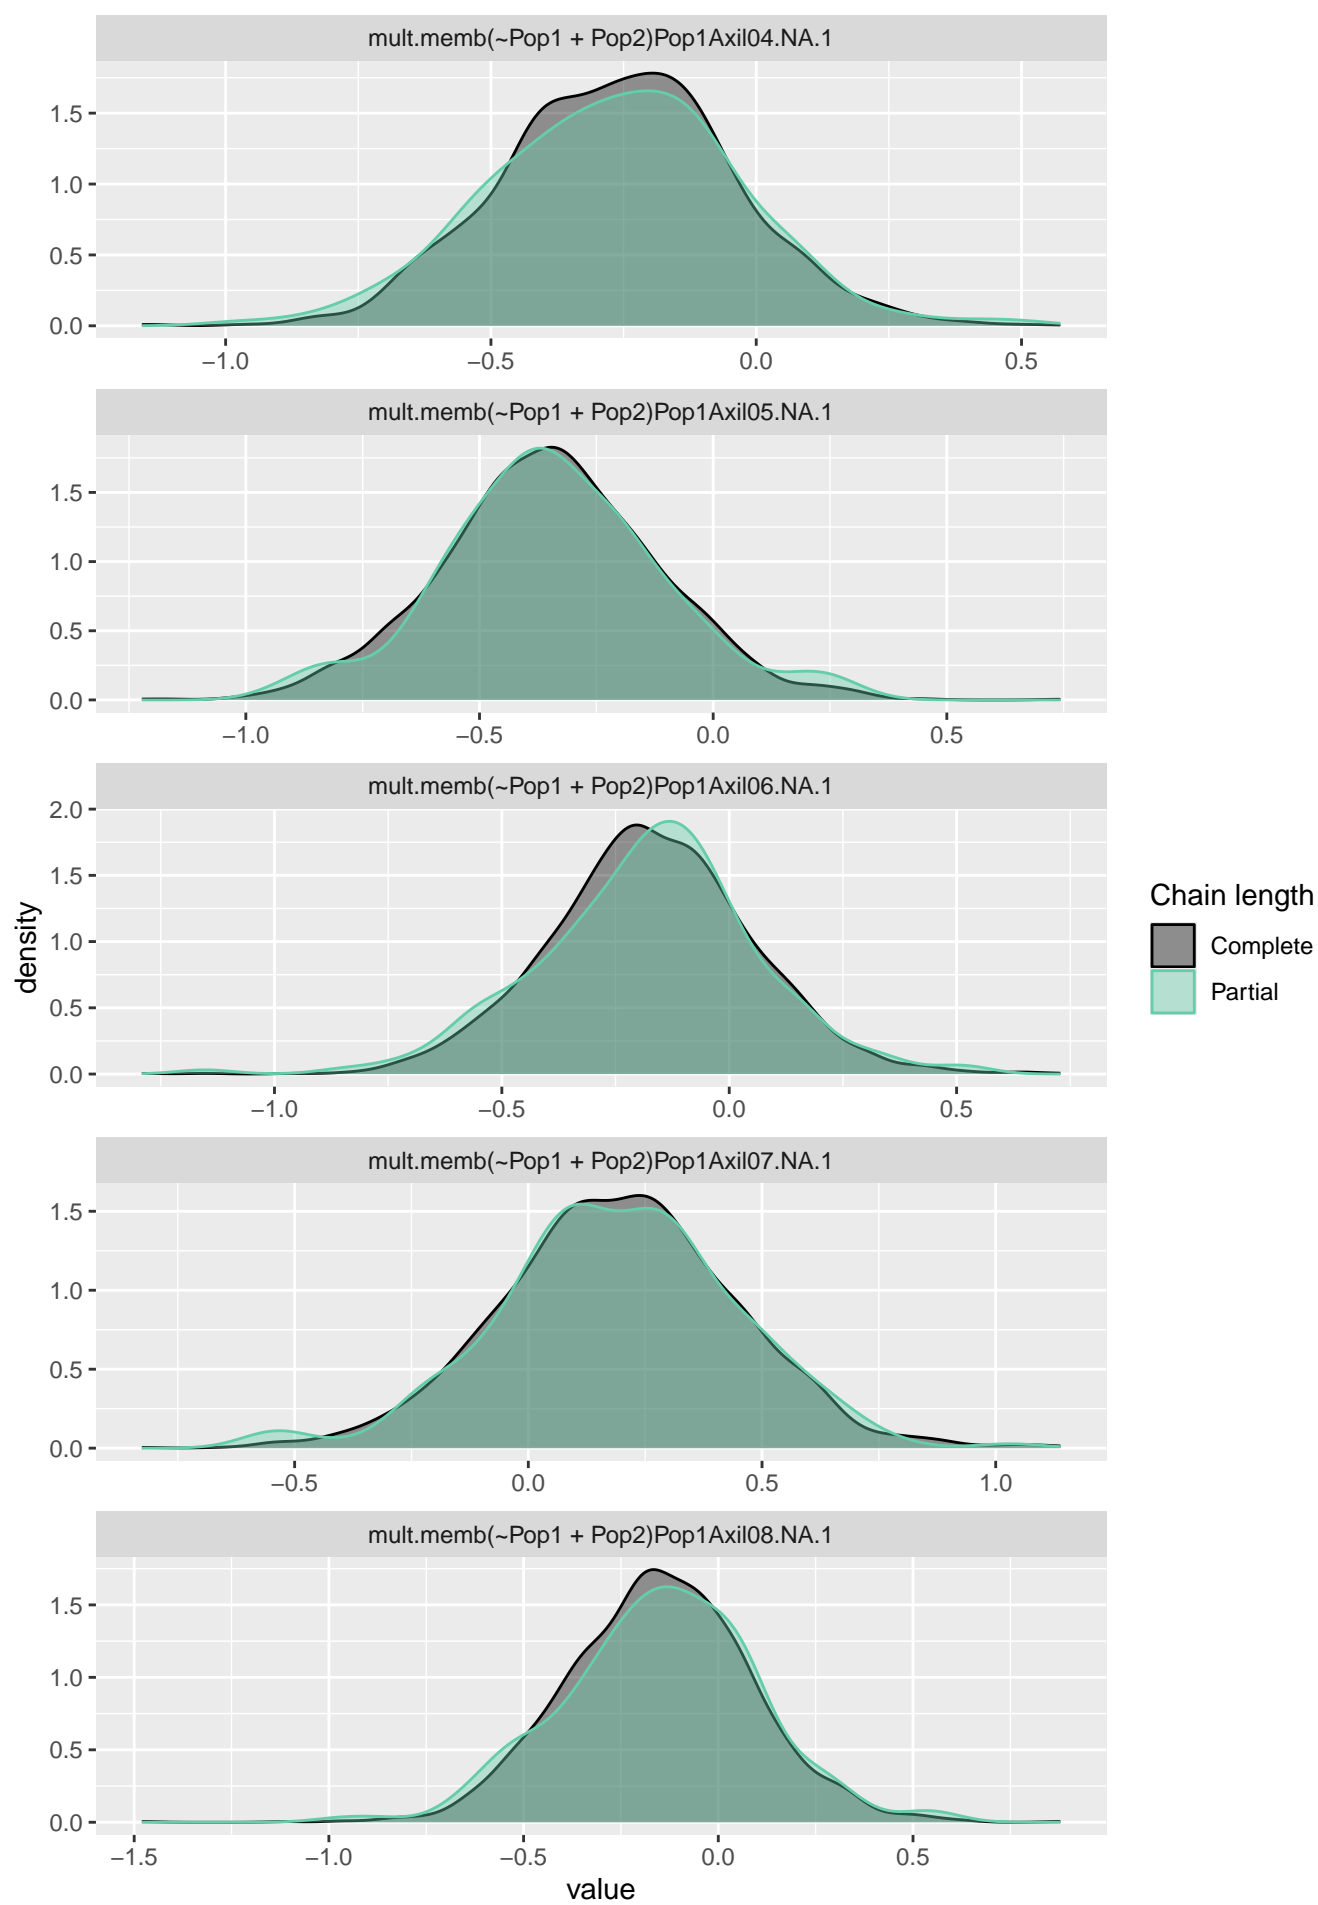 mult.memb(~Pop1 + Pop2)Pop1Axil04.NA.1
1.5
1.0
0.5
0.0
−1.0 −0.5 0.0 0.5
mult.memb(~Pop1 + Pop2)Pop1Axil05.NA.1
1.5
1.0
0.5
0.0
−1.0 −0.5 0.0 0.5
mult.memb(~Pop1 + Pop2)Pop1Axil06.NA.1
2.0
1.5
1.0
0.5
0.0
−1.0 −0.5 0.0 0.5
density
mult.memb(~Pop1 + Pop2)Pop1Axil07.NA.1
1.5
1.0
0.5
0.0
−0.5 0.0 0.5 1.0
mult.memb(~Pop1 + Pop2)Pop1Axil08.NA.1
1.5
1.0
0.5
0.0
−1.5 −1.0 −0.5 0.0 0.5
value
Chain length
Complete
Partial